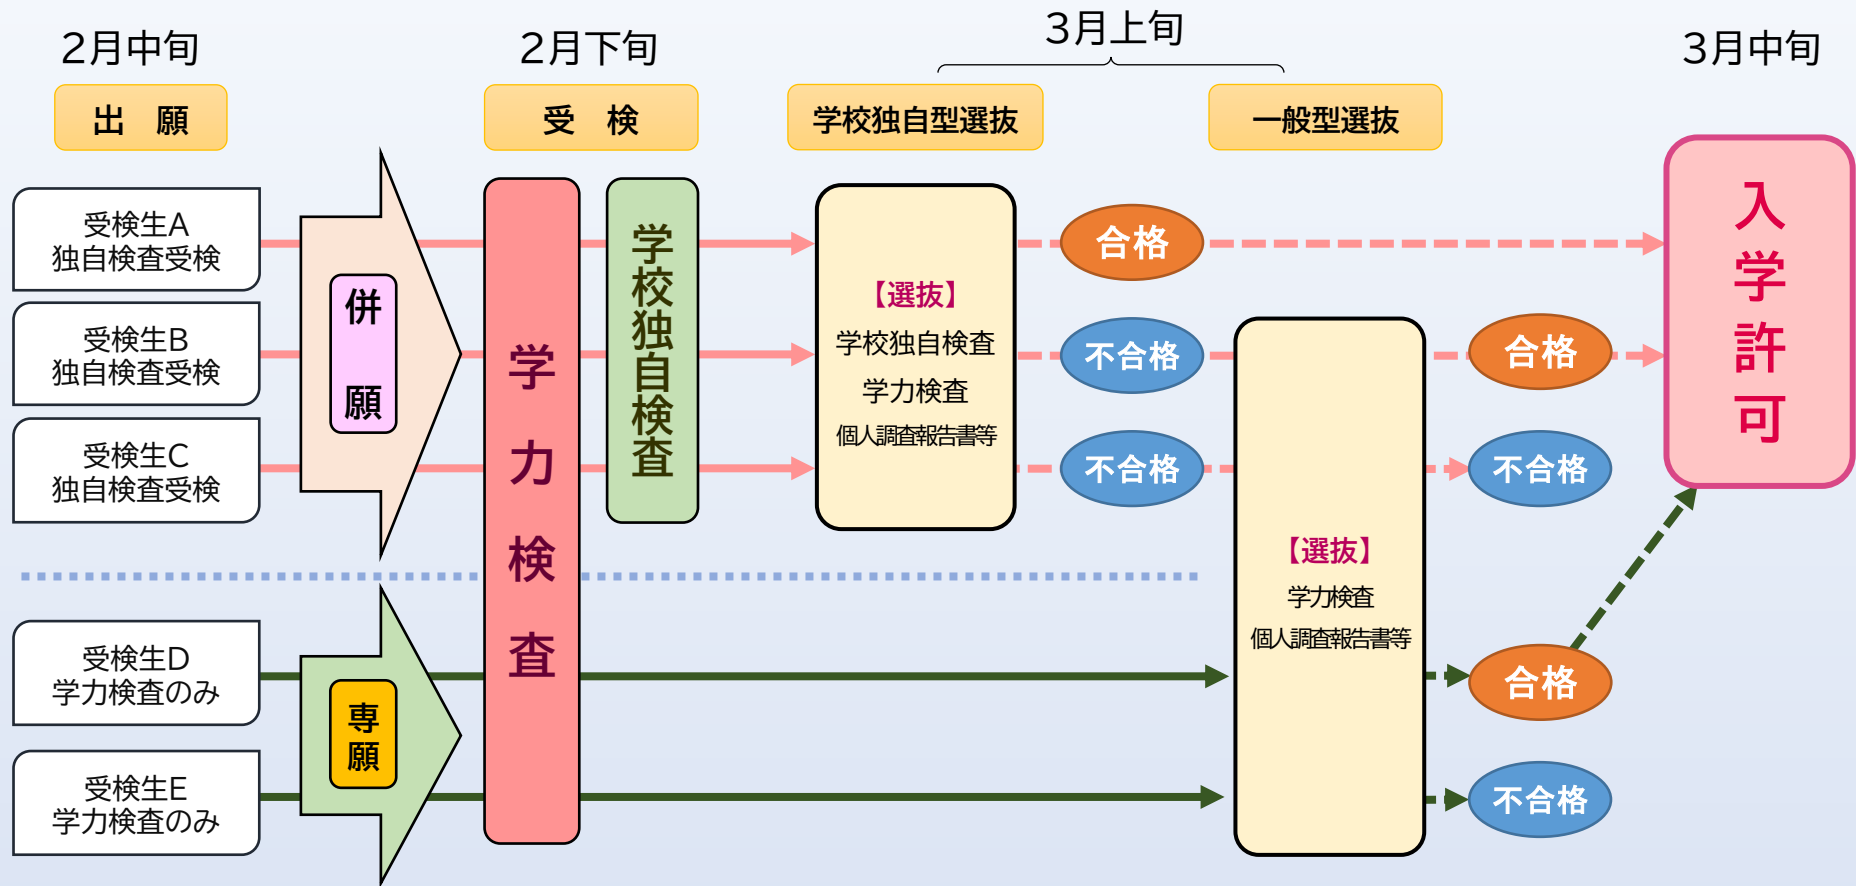 2月中旬
2月下旬
3月上旬
3月中旬
出　願
受　検
学校独自型選抜
一般型選抜
受検生A
独自検査受検
受検生B
独自検査受検
受検生C
独自検査受検
併願
受検生D
学力検査のみ
受検生E
学力検査のみ
専願
学力検査
学校独自検査
【選抜】
学校独自検査
学力検査
個人調査報告書等
合格
不合格
不合格
【選抜】
学力検査
個人調査報告書等
合格
不合格
合格
不合格
入学許可